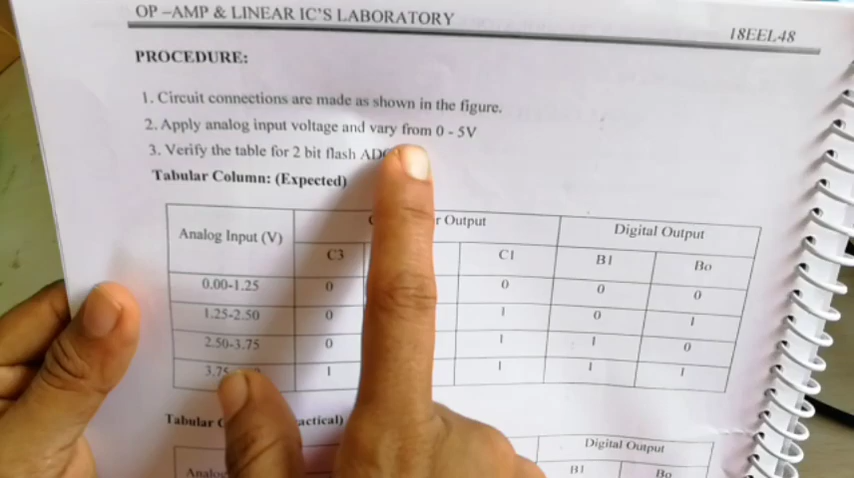 OP –AMP & LINEAR IC'S LABORATORY
18EEL48
PROCEDURE:
1. Circuit connections are made as shown in the figure.
2. Apply analog input voltage and vary from 0 - 5V
3. Verify the table for 2 bit flash
Tabular Column: (Expected)
Analog Input (V) Output Digital Output
C3 C1 B1 Bo
0.00-1.25 0 0 0 0
1.25-2.50 0 1 0 1
2.50-3.75 0 1 1 0
1 1 1 1
Tabular
Digital Output
B1 Bo